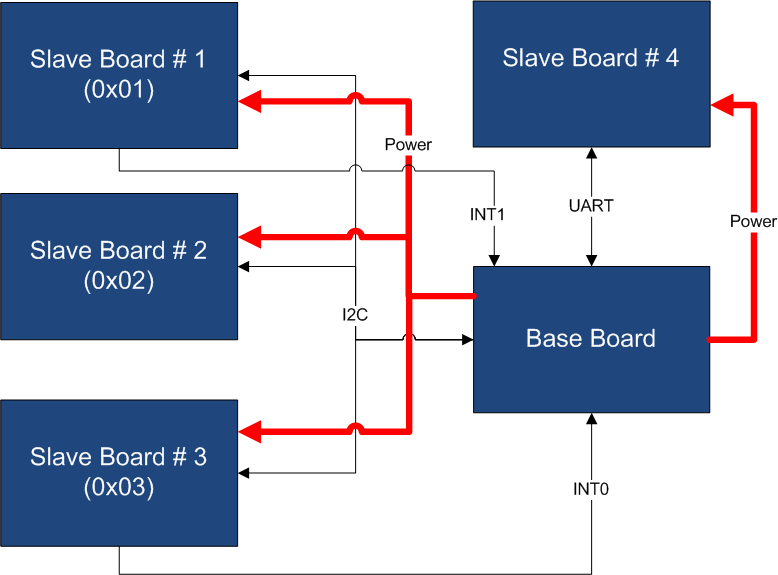 Slave Board # 1
(0x01)
Slave Board # 4
Power
INT1
UART
Power
Slave Board # 2
(0x02)
I2C
Base Board
Slave Board # 3
(0x03)
INT0